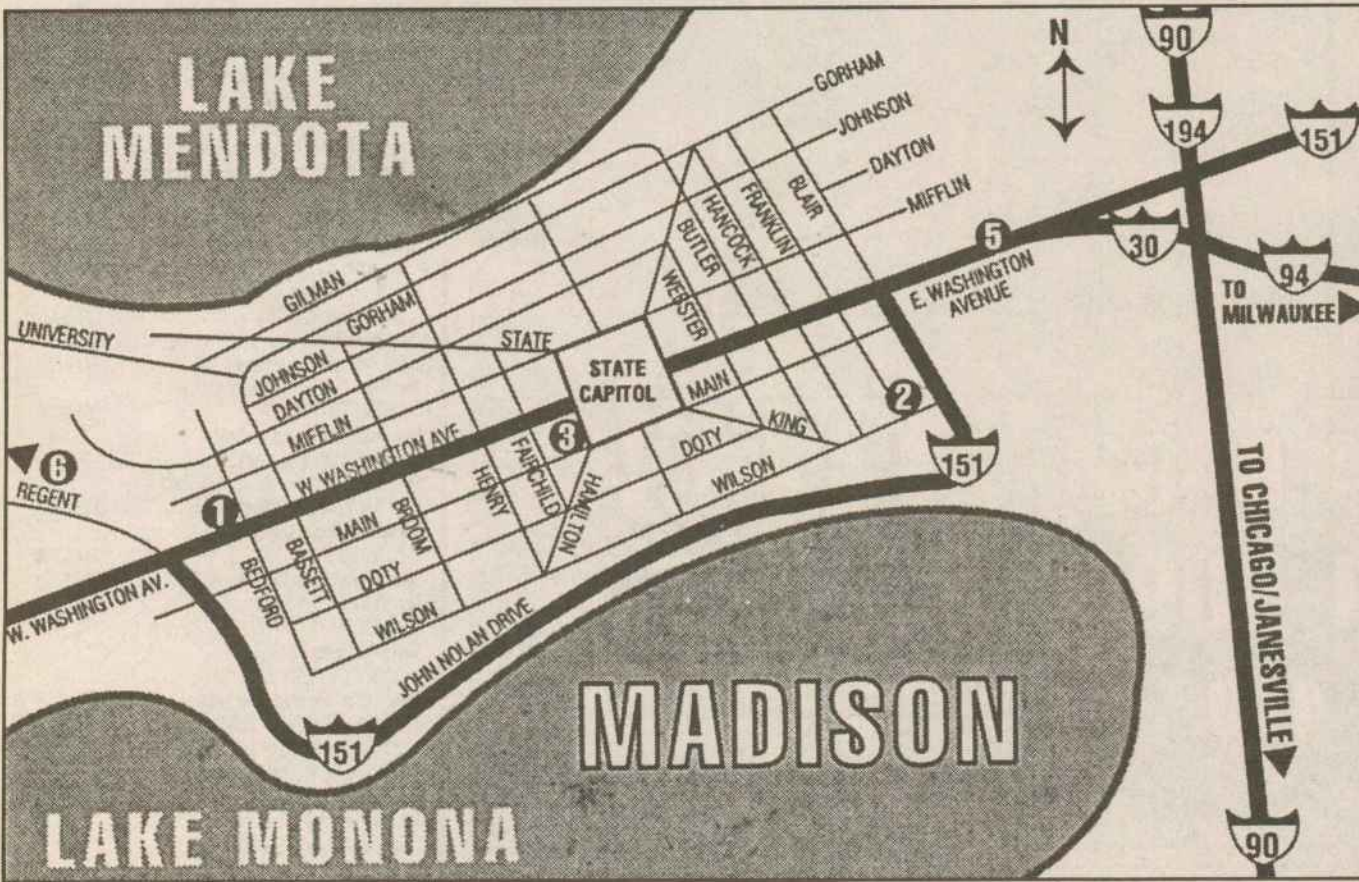 LAKE
MENDOTA
N
90
194
151
GORHAM
JOHNSON
DAYTON
MIFFLIN
BLAIR
FRANKLIN
HANCOCK
BUTLER
WEBSTER
5
30
94
TO
MILWAUKEE
E. WASHINGTON
AVENUE
GILMAN
GORHAM
UNIVERSITY
STATE
JOHNSON
DAYTON
MIFFLIN
W. WASHINGTON AVE
STATE
CAPITOL
MAIN
KING
2
3
DOTY
WILSON
151
6
REGENT
1
FAIRCHILD
HENRY
HAMILTON
BROOM
MAIN
BASSETT
DOTY
BEDFORD
WILSON
W. WASHINGTON AV.
JOHN NOLAN DRIVE
TO CHICAGO/JANESVILLE
MADISON
151
LAKE MONONA
90